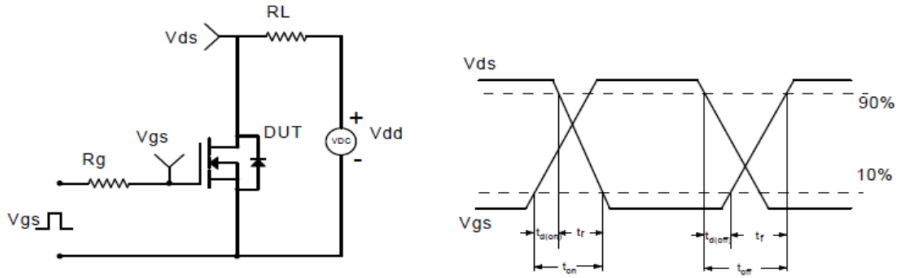 RL
Vds
Vgs
DUT
+
VDC
Vdd
-
Rg
Vgs
Vds
90%
10%
Vgs
td(on)
tr
td(off)
tf
ton
toff